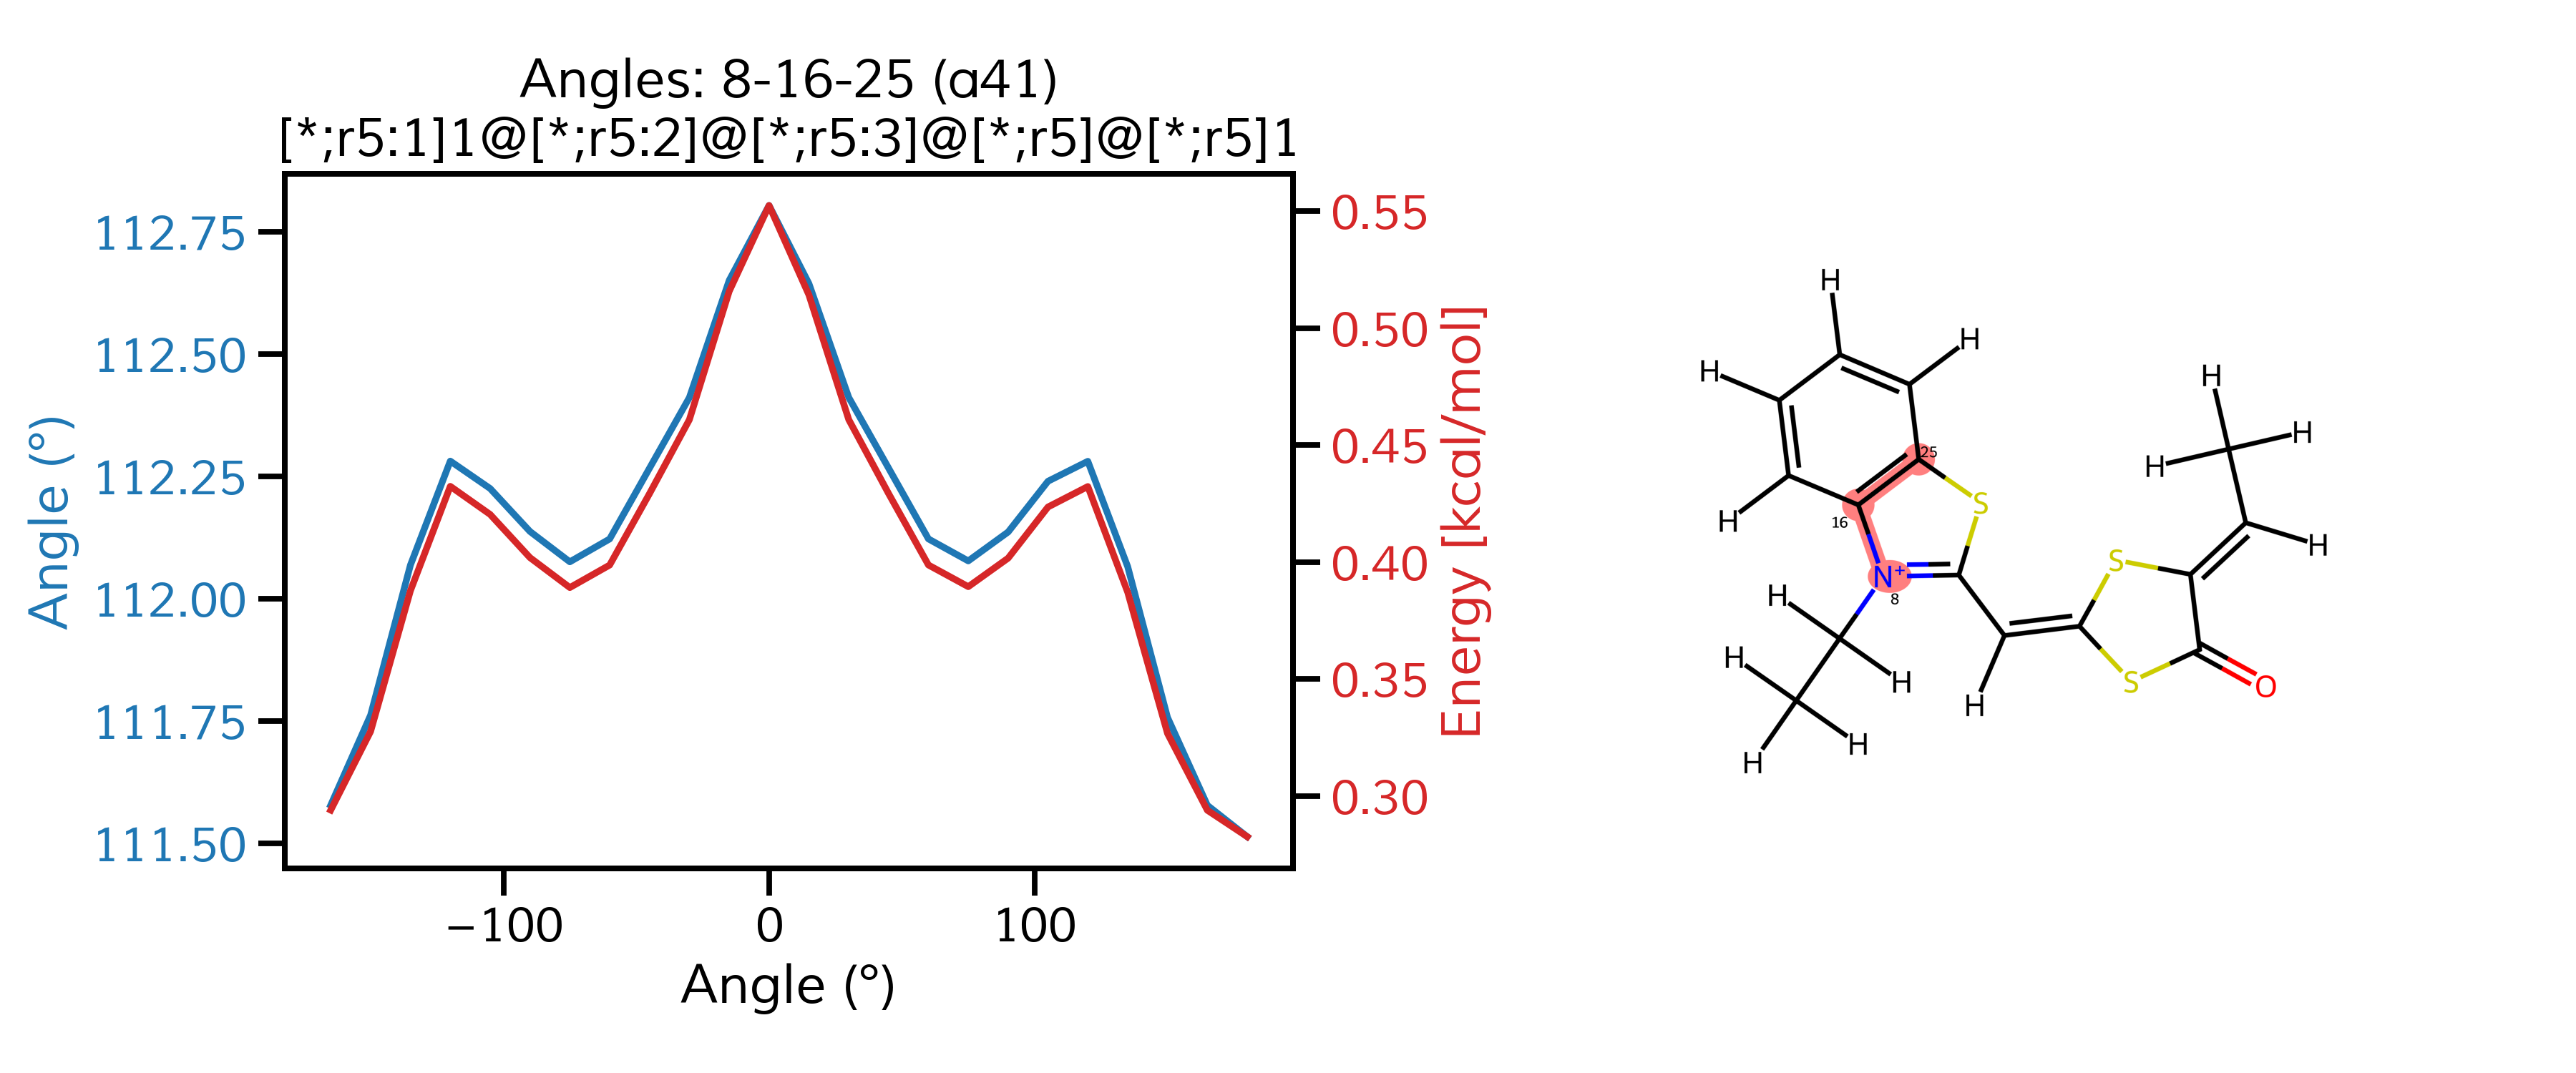 Angles: 8-16-25 (a41)
[*;r5:1]1@[*;r5:2]@[*;r5:3]@[*;r5]@[*;r5]1
112.75
112.50
112.25
112.00
111.75
111.50
Angle (°)
0.55
0.50
0.45
0.40
0.35
0.30
Energy [kcal/mol]
−100
0
100
Angle (°)
H
H
H
H
25
S
16
N+
8
H
H
H
H
H
H
H
H
H
H
S
S
O